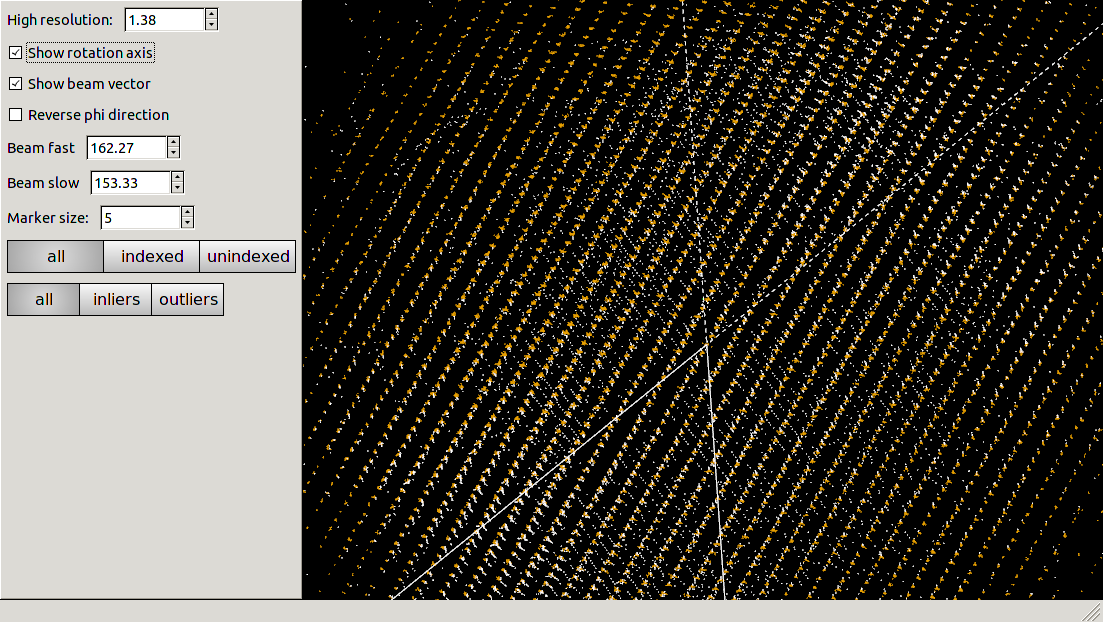 High resolution: 1.38
Show rotation axis
Show beam vector
Reverse phi direction
Beam fast 162.27
Beam slow 153.33
Marker size: 5
all indexed unindexed
all inliers outliers